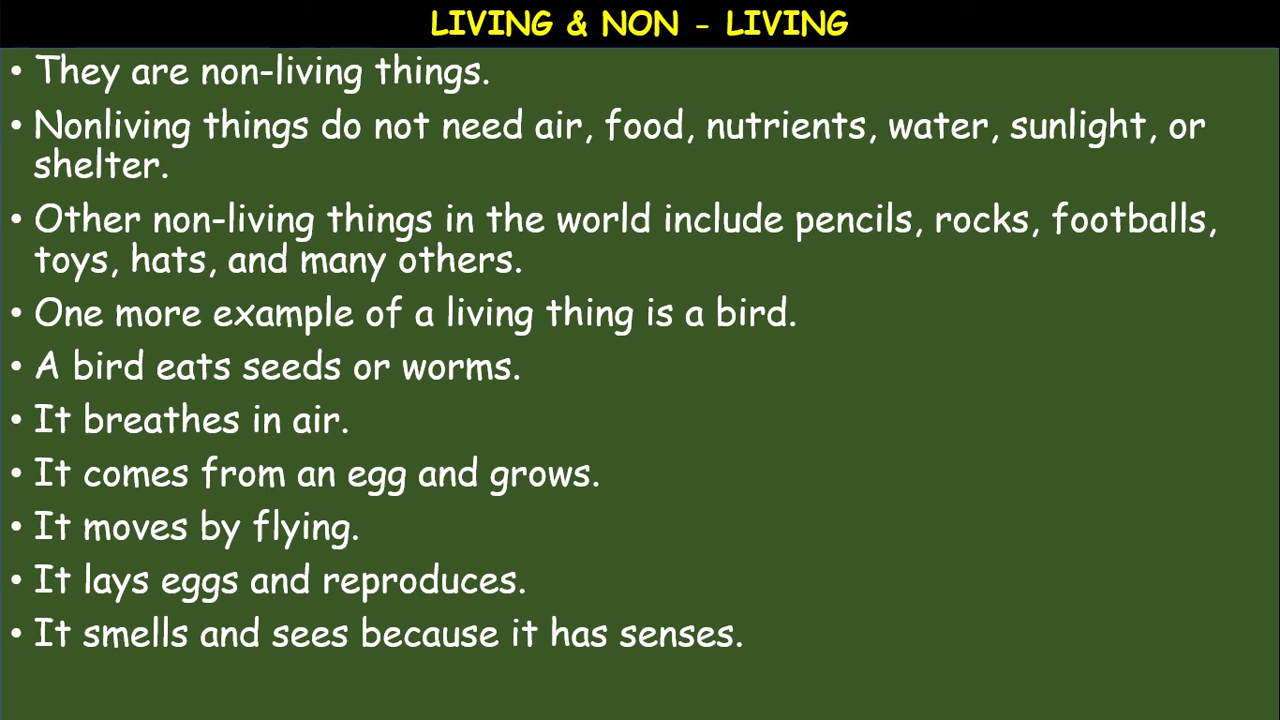 LIVING & NON - LIVING
• They are non-living things.
• Nonliving things do not need air, food, nutrients, water, sunlight, or
shelter.
• Other non-living things in the world include pencils, rocks, footballs,
toys, hats, and many others.
• One more example of a living thing is a bird.
• A bird eats seeds or worms.
• It breathes in air.
• It comes from an egg and grows.
• It moves by flying.
• It lays eggs and reproduces.
• It smells and sees because it has senses.